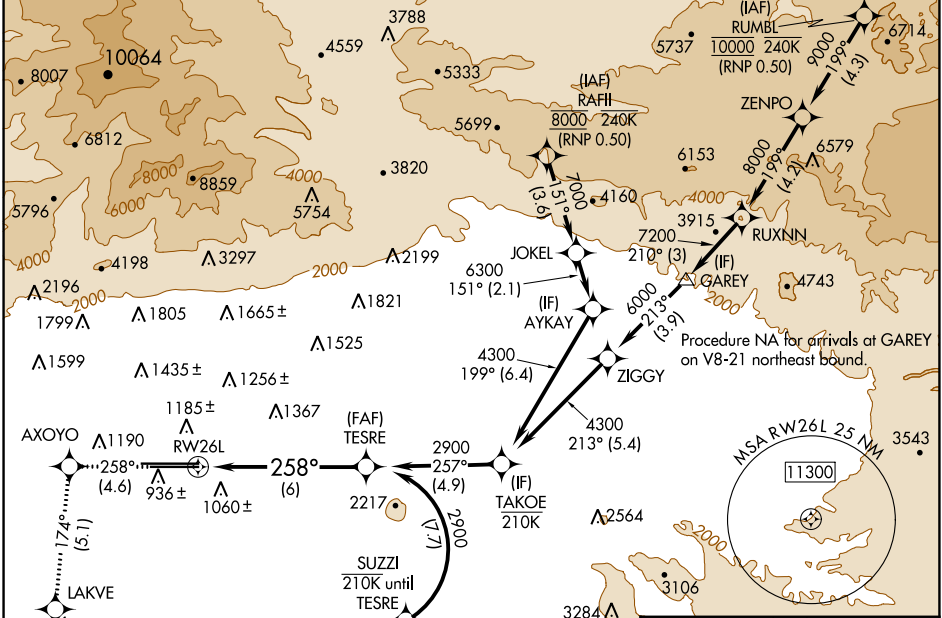 3788
4559
10064
8007
5333
(IAF)
RUMBL
10000 240K
(RNP 0.50)
5737
6714
9000
199°
(4.3)
ZENPO
(IAF)
RAFII
8000 240K
(RNP 0.50)
5699
6812
3820
8859
8000
6000
4000
5754
5796
6153
6579
8000
199°
(4.2)
7000
151°
(3.6)
4160
4000
3915
RUXNN
7200
210° (3)
(IF)
GAREY
4743
2000
JOKEL
6300
151° (2.1)
(IF)
AYKAY
6000
213°
(3.9)
4000
4198
3297
2000
2199
2196
2000
1799
1805
1665±
1821
1525
1599
1435±
1256±
Procedure NA for arrivals at GAREY
on V8-21 northeast bound.
ZIGGY
4300
199° (6.4)
4300
213° (5.4)
1185±
1367
AXOYO
1190
RW26L
(FAF)
TESRE
258°
(4.6)
936±
1060±
258°
(6)
2900
257°
(4.9)
(IF)
TAKOE
210K
2217
2900
(7.7)
174°
(5.1)
LAKVE
SUZZI
210K until
TESRE
2564
2000
3106
3284
3543
MSA RW26L 25 NM
11300